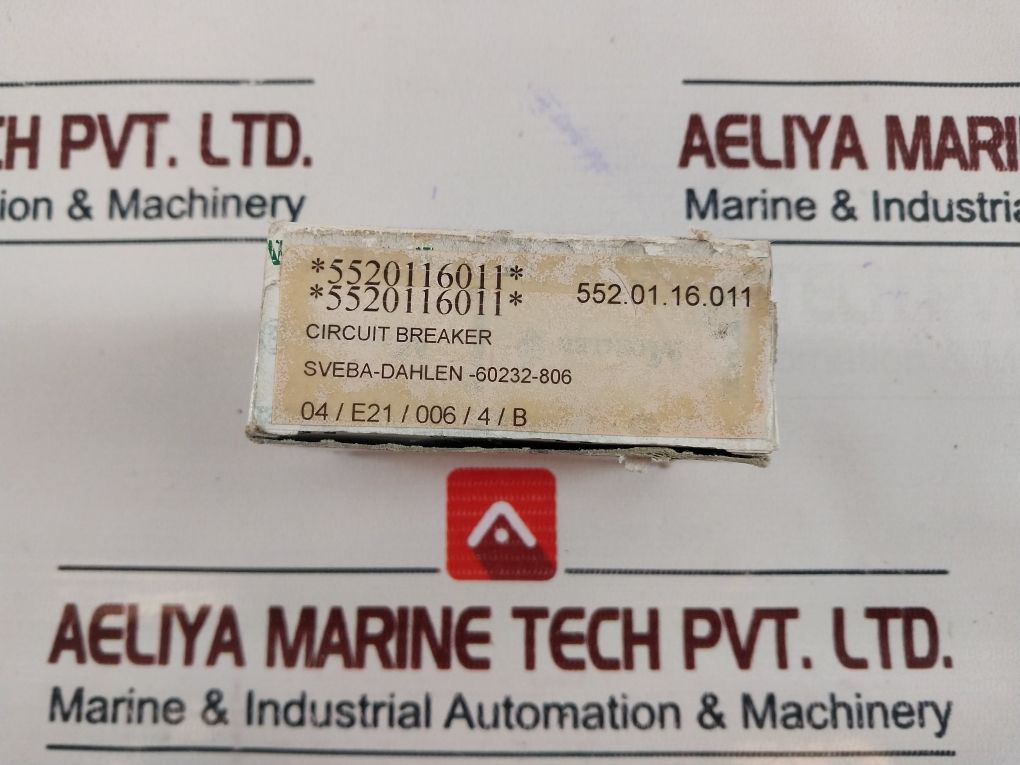 CH PVT. LTD.
ion & Machinery
AELIYA MARI
Marine & Industria
*5520116011*
*5520116011*
552.01.16.011
CIRCUIT BREAKER
SVEBA-DAHLEN -60232-806
04 / E21 / 006 / 4 / B
AELIYA MARINE TECH PVT. LTD.
Marine & Industrial Automation & Machinery